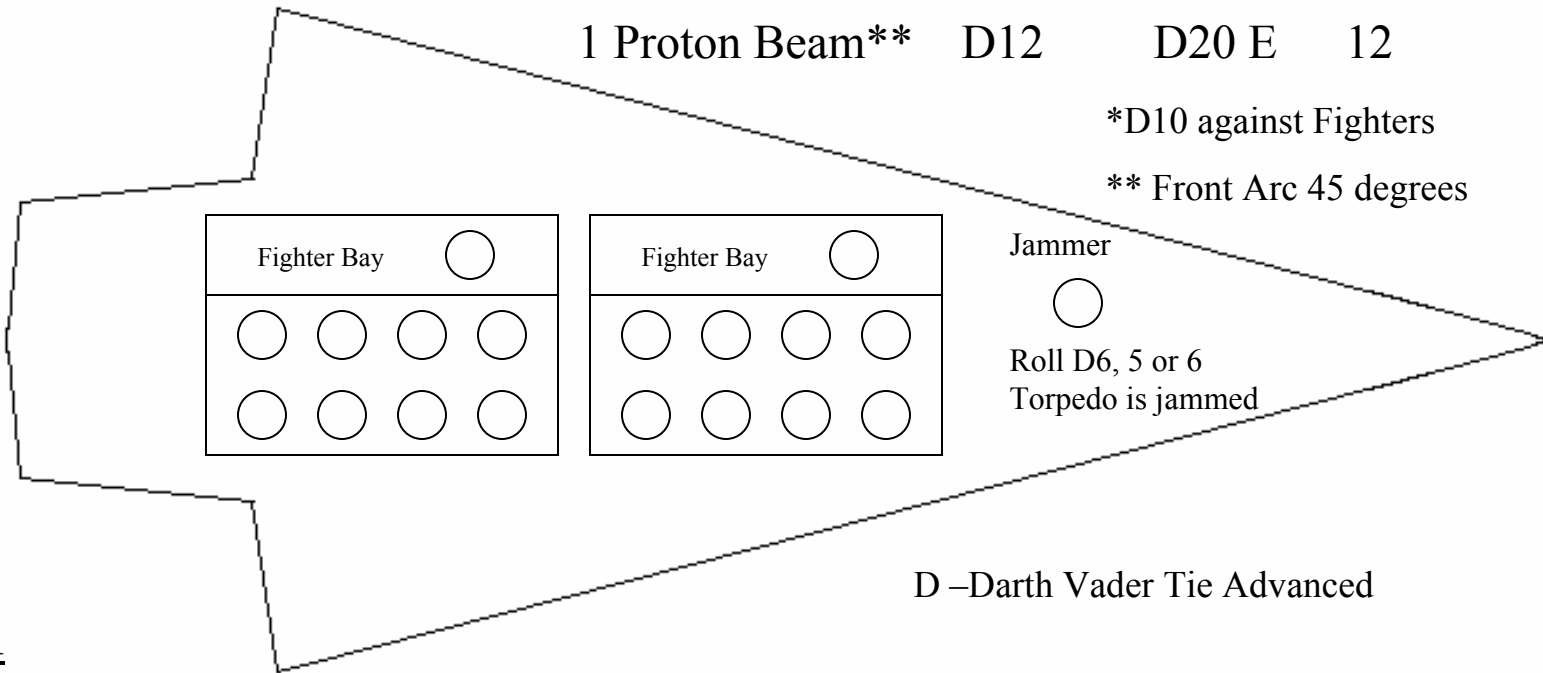 1 Proton Beam** D12 D20 E 12
*D10 against Fighters
** Front Arc 45 degrees
Fighter Bay
Fighter Bay
Jammer
Roll D6, 5 or 6
Torpedo is jammed
D –Darth Vader Tie Advanced